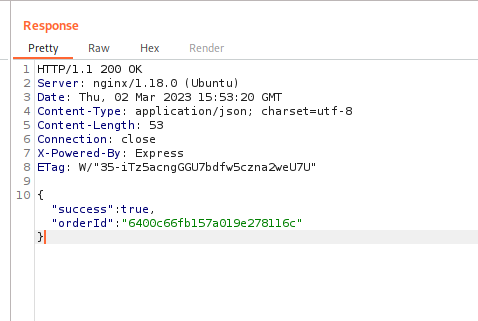 Response
Pretty Raw Hex Render
1 HTTP/1.1 200 OK
2 Server: nginx/1.18.0 (Ubuntu)
3 Date: Thu, 02 Mar 2023 15:53:20 GMT
4 Content-Type: application/json; charset=utf-8
5 Content-Length: 53
6 Connection: close
7 X-Powered-By: Express
8 ETag: W/"35-iTz5acngGGU7bdfw5czna2weU7U"
9
10 {
"success":true,
"orderId":"6400c66fb157a019e278116c"
}